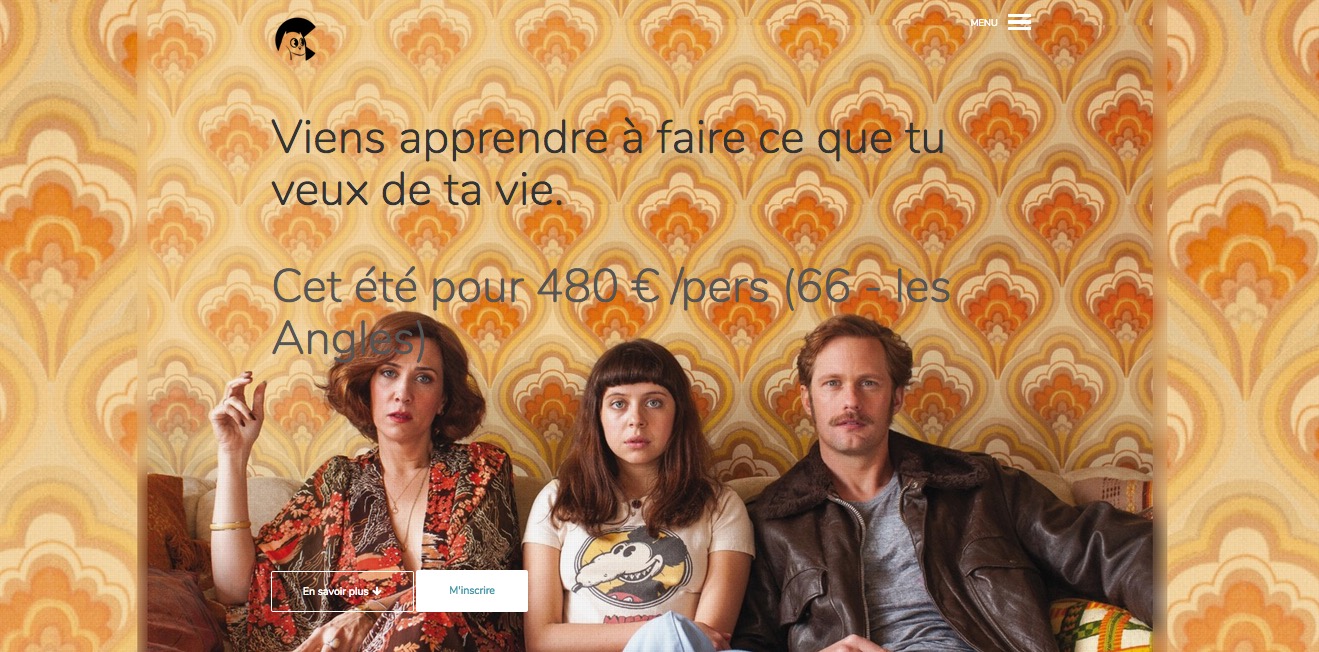 MENU
Viens apprendre à faire ce que tu
veux de ta vie.
Cet été pour 480 € /pers (66 - les
Angles)
En savoir plus
M'inscrire